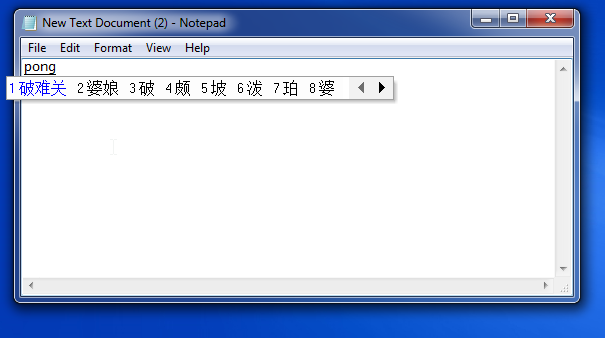 New Text Document (2) - Notepad
File Edit Format View Help
pong
1破难关 2婆娘 3破 4颇 5坡 6泼 7珀 8婆